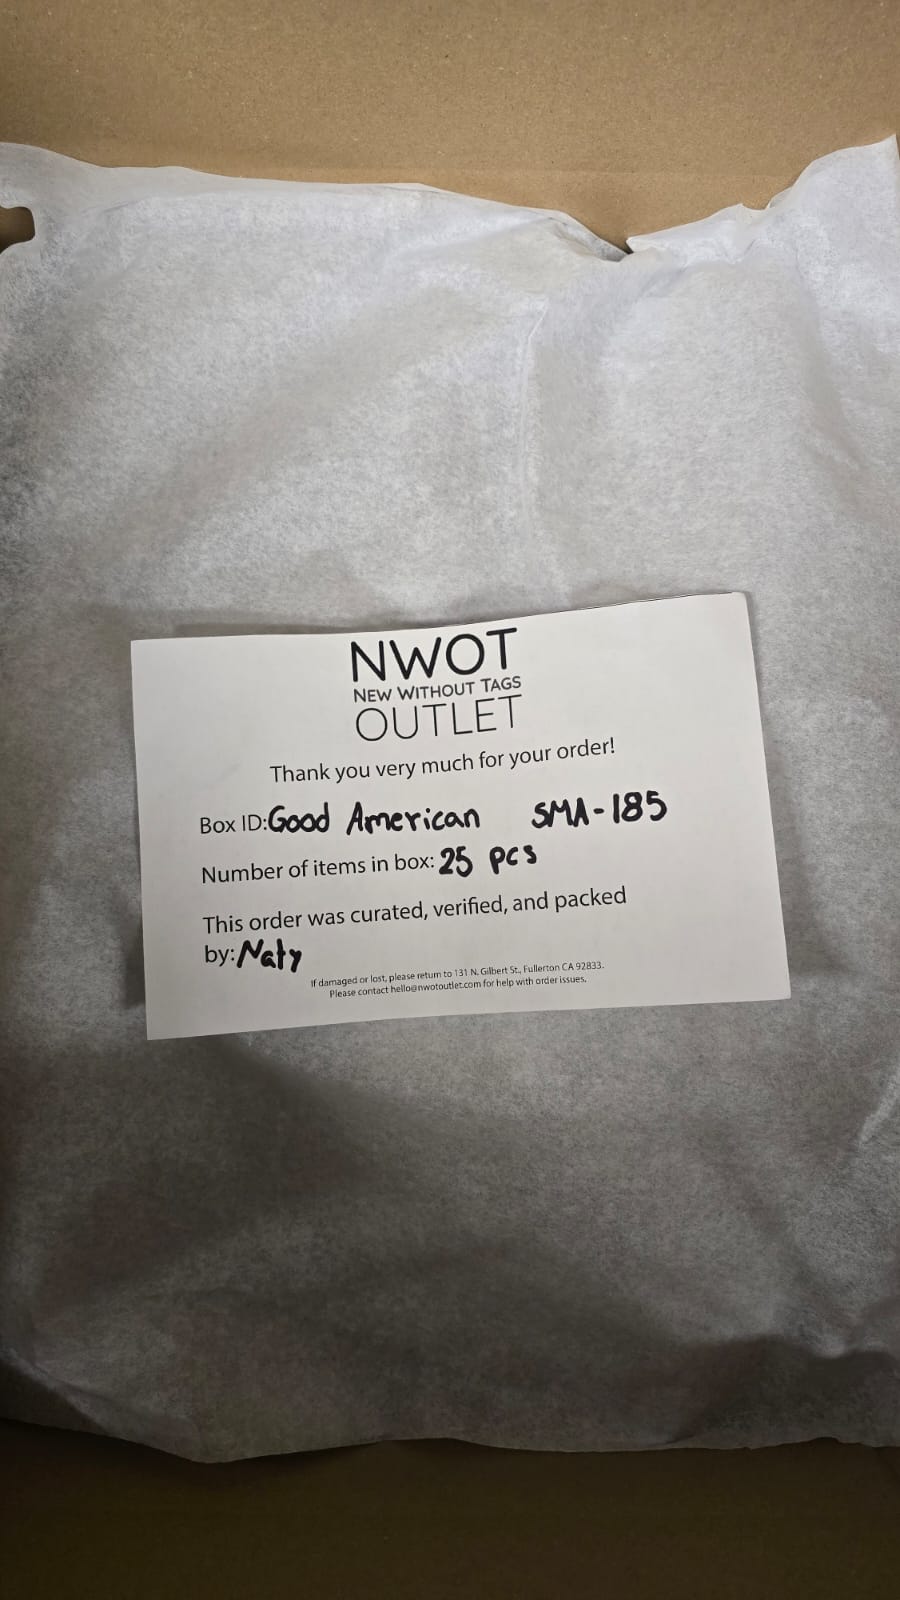 NWOT
NEW WITHOUT TAGS
OUTLET
Thank you very much for your order!
Box ID:Good American SMA-185
Number of items in box: 25 pcs
This order was curated, verified, and packed
by:Naty
If damaged or lost, please return to 131 N. Gilbert St., Fullerton CA 92833.
Please contact hello@nwotoutlet.com for help with order issues.